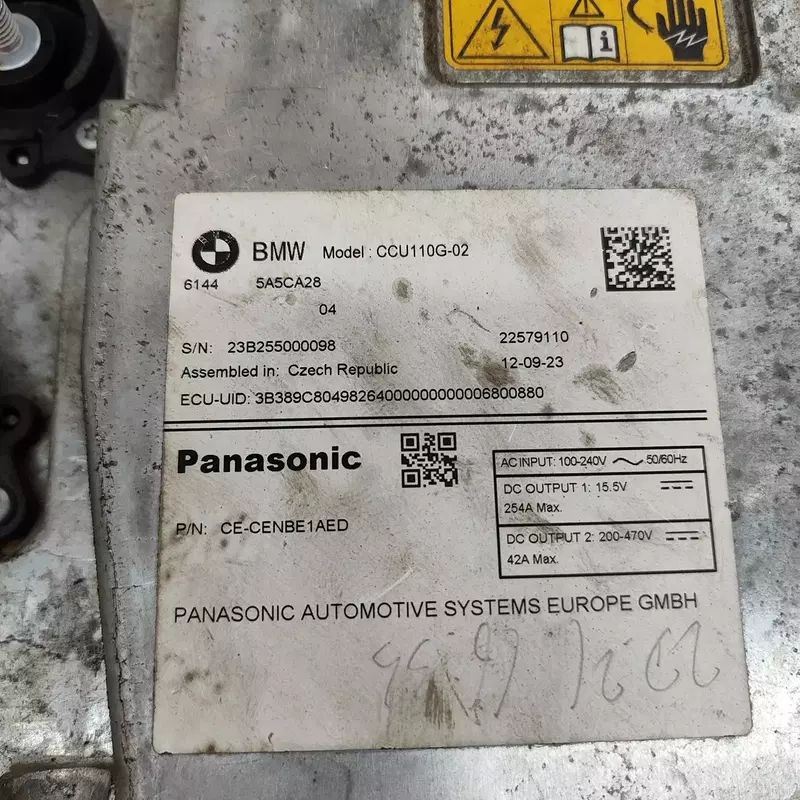 BMW Model : CCU110G-02
6144 5A5CA28
04
S/N: 23B255000098 22579110
Assembled in: Czech Republic 12-09-23
ECU-UID: 3B389C80498264000000000006800880
Panasonic
AC INPUT: 100-240V 50/60Hz
DC OUTPUT 1: 15.5V
254A Max.
P/N: CE-CENBE1AED
DC OUTPUT 2: 200-470V
42A Max.
PANASONIC AUTOMOTIVE SYSTEMS EUROPE GMBH